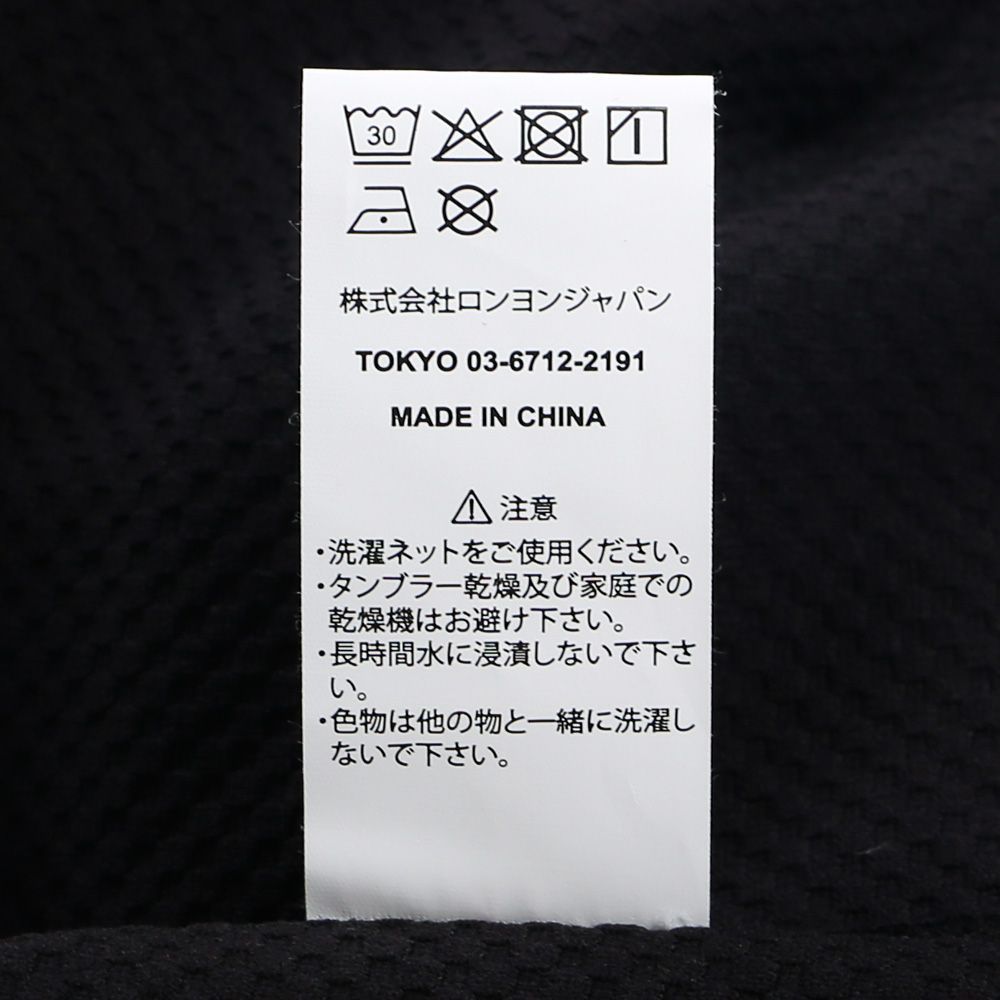 30
株式会社ロンヨンジャパン
TOKYO 03-6712-2191
MADE IN CHINA
注意
・洗濯ネットをご使用ください。
・タンブラー乾燥及び家庭での
乾燥機はお避け下さい。
・長時間水に浸漬しないで下さ
い。
・色物は他の物と一緒に洗濯し
ないで下さい。